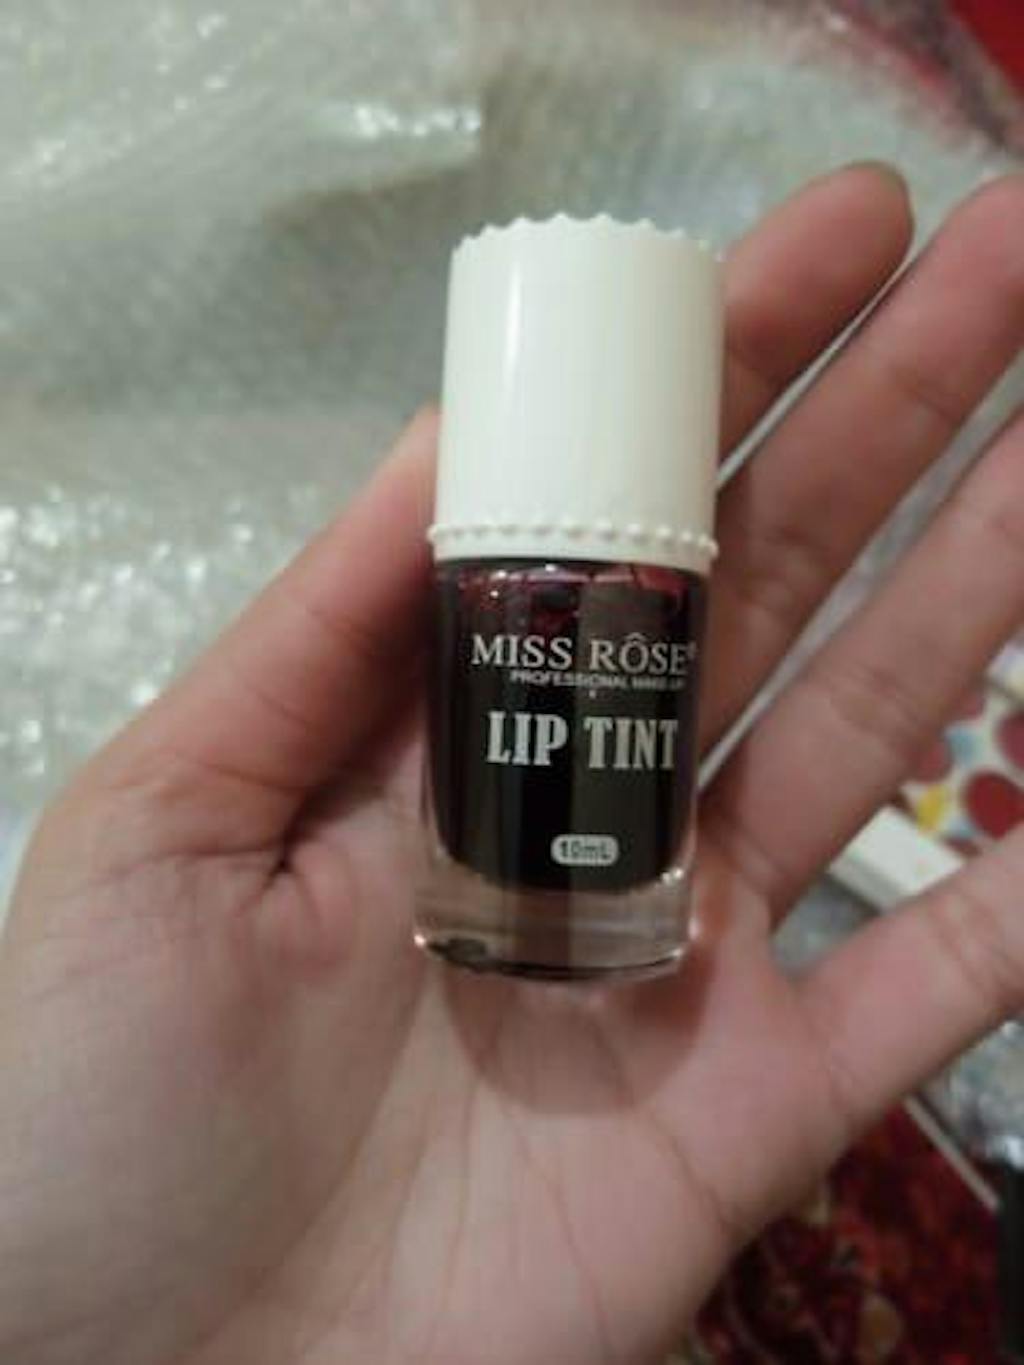 MISS RÔSE®
PROFESSIONAL MAKE-UP
LIP TINT
10mL